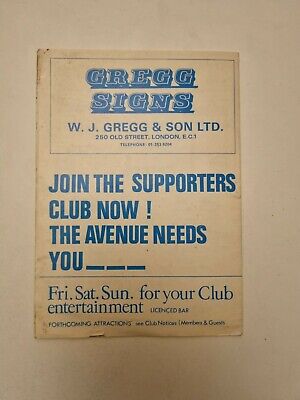 GREGG
SIGNS
W. J. GREGG & SON LTD.
250 OLD STREET, LONDON, E.C.1
TELEPHONE: 01-253 8204
JOIN THE SUPPORTERS
CLUB NOW !
THE AVENUE NEEDS
YOU___
Fri. Sat. Sun. for your Club
entertainment LICENCED BAR
FORTHCOMING ATTRACTIONS see Club Notices (Members & Guests